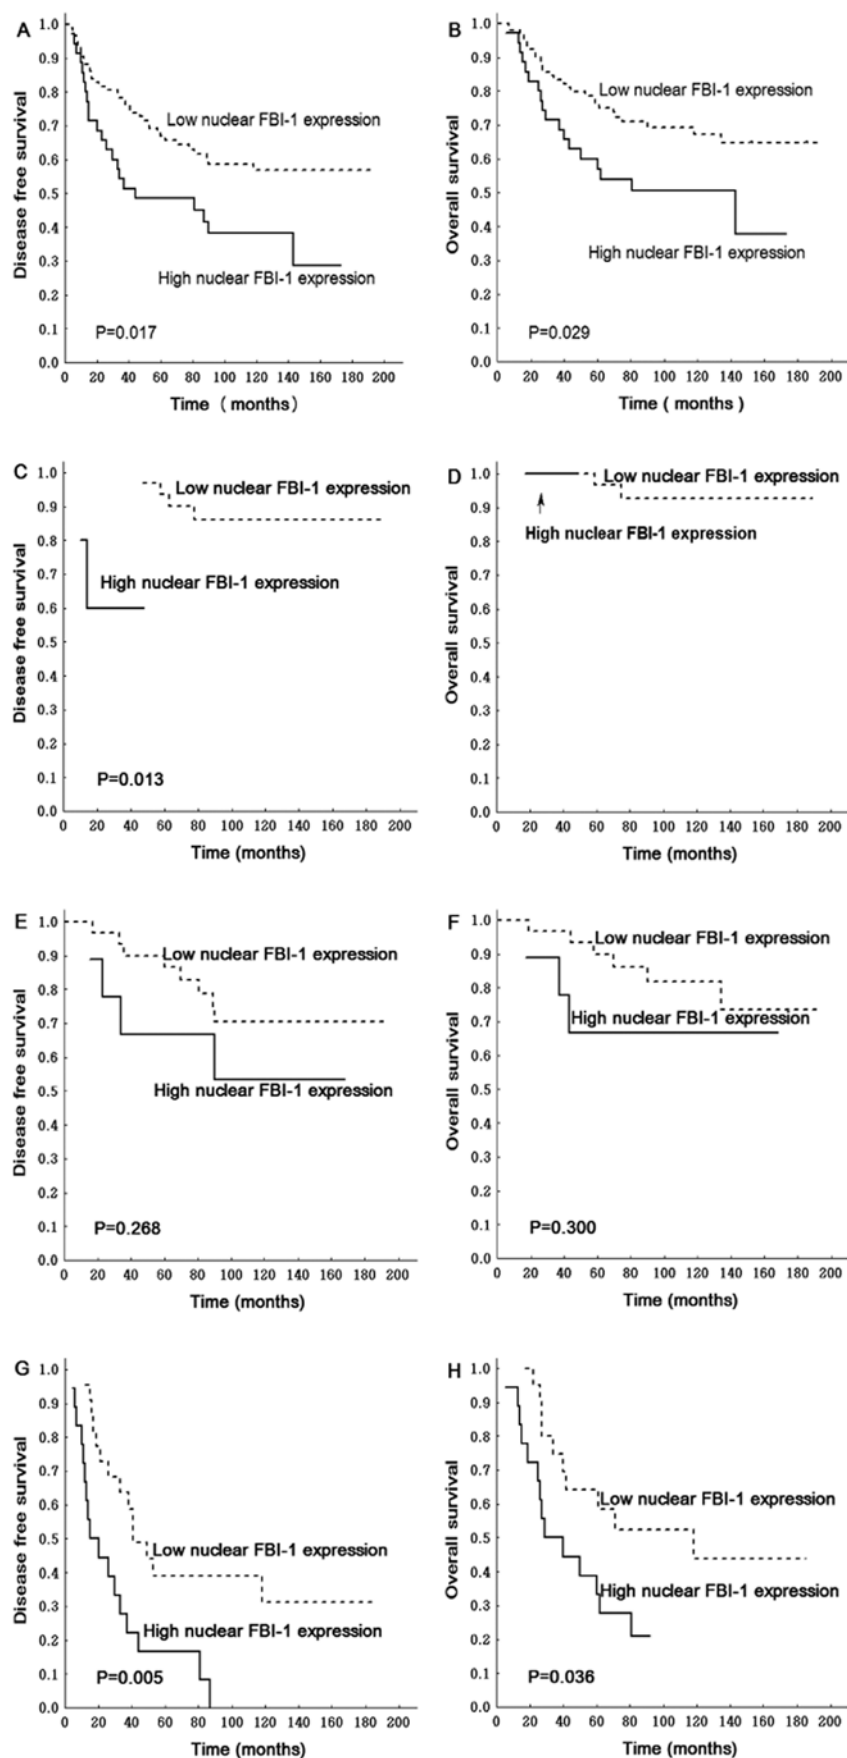 A
1.0
0.9
0.8
0.7
0.6
0.5
0.4
0.3
0.2
0.1
0.0
Disease free survival
Low nuclear FBI-1 expression
High nuclear FBI-1 expression
P=0.017
0 20 40 60 80 100 120 140 160 180 200
Time ( months)
B
1.0
0.9
0.8
0.7
0.6
0.5
0.4
0.3
0.2
0.1
0.0
Overall survival
Low nuclear FBI-1 expression
High nuclear FBI-1 expression
P=0.029
0 20 40 60 80 100 120 140 160 180 200
Time ( months )
C
1.0
0.9
0.8
0.7
0.6
0.5
0.4
0.3
0.2
0.1
0.0
Disease free survival
Low nuclear FBI-1 expression
High nuclear FBI-1 expression
P=0.013
0 20 40 60 80 100 120 140 160 180 200
Time (months)
D
1.0
0.9
0.8
0.7
0.6
0.5
0.4
0.3
0.2
0.1
0.0
Overall survival
Low nuclear FBI-1 expression
High nuclear FBI-1 expression
0 20 40 60 80 100 120 140 160 180 200
Time (months)
E
1.0
0.9
0.8
0.7
0.6
0.5
0.4
0.3
0.2
0.1
0.0
Disease free survival
Low nuclear FBI-1 expression
High nuclear FBI-1 expression
P=0.268
0 20 40 60 80 100 120 140 160 180 200
Time (months)
F
1.0
0.9
0.8
0.7
0.6
0.5
0.4
0.3
0.2
0.1
0.0
Overall survival
Low nuclear FBI-1 expression
High nuclear FBI-1 expression
P=0.300
0 20 40 60 80 100 120 140 160 180 200
Time (months)
G
1.0
0.9
0.8
0.7
0.6
0.5
0.4
0.3
0.2
0.1
0.0
Disease free survival
Low nuclear FBI-1 expression
High nuclear FBI-1 expression
P=0.005
0 20 40 60 80 100 120 140 160 180 200
Time (months)
H
1.0
0.9
0.8
0.7
0.6
0.5
0.4
0.3
0.2
0.1
0.0
Overall survival
Low nuclear FBI-1 expression
High nuclear FBI-1 expression
P=0.036
0 20 40 60 80 100 120 140 160 180 200
Time (months)